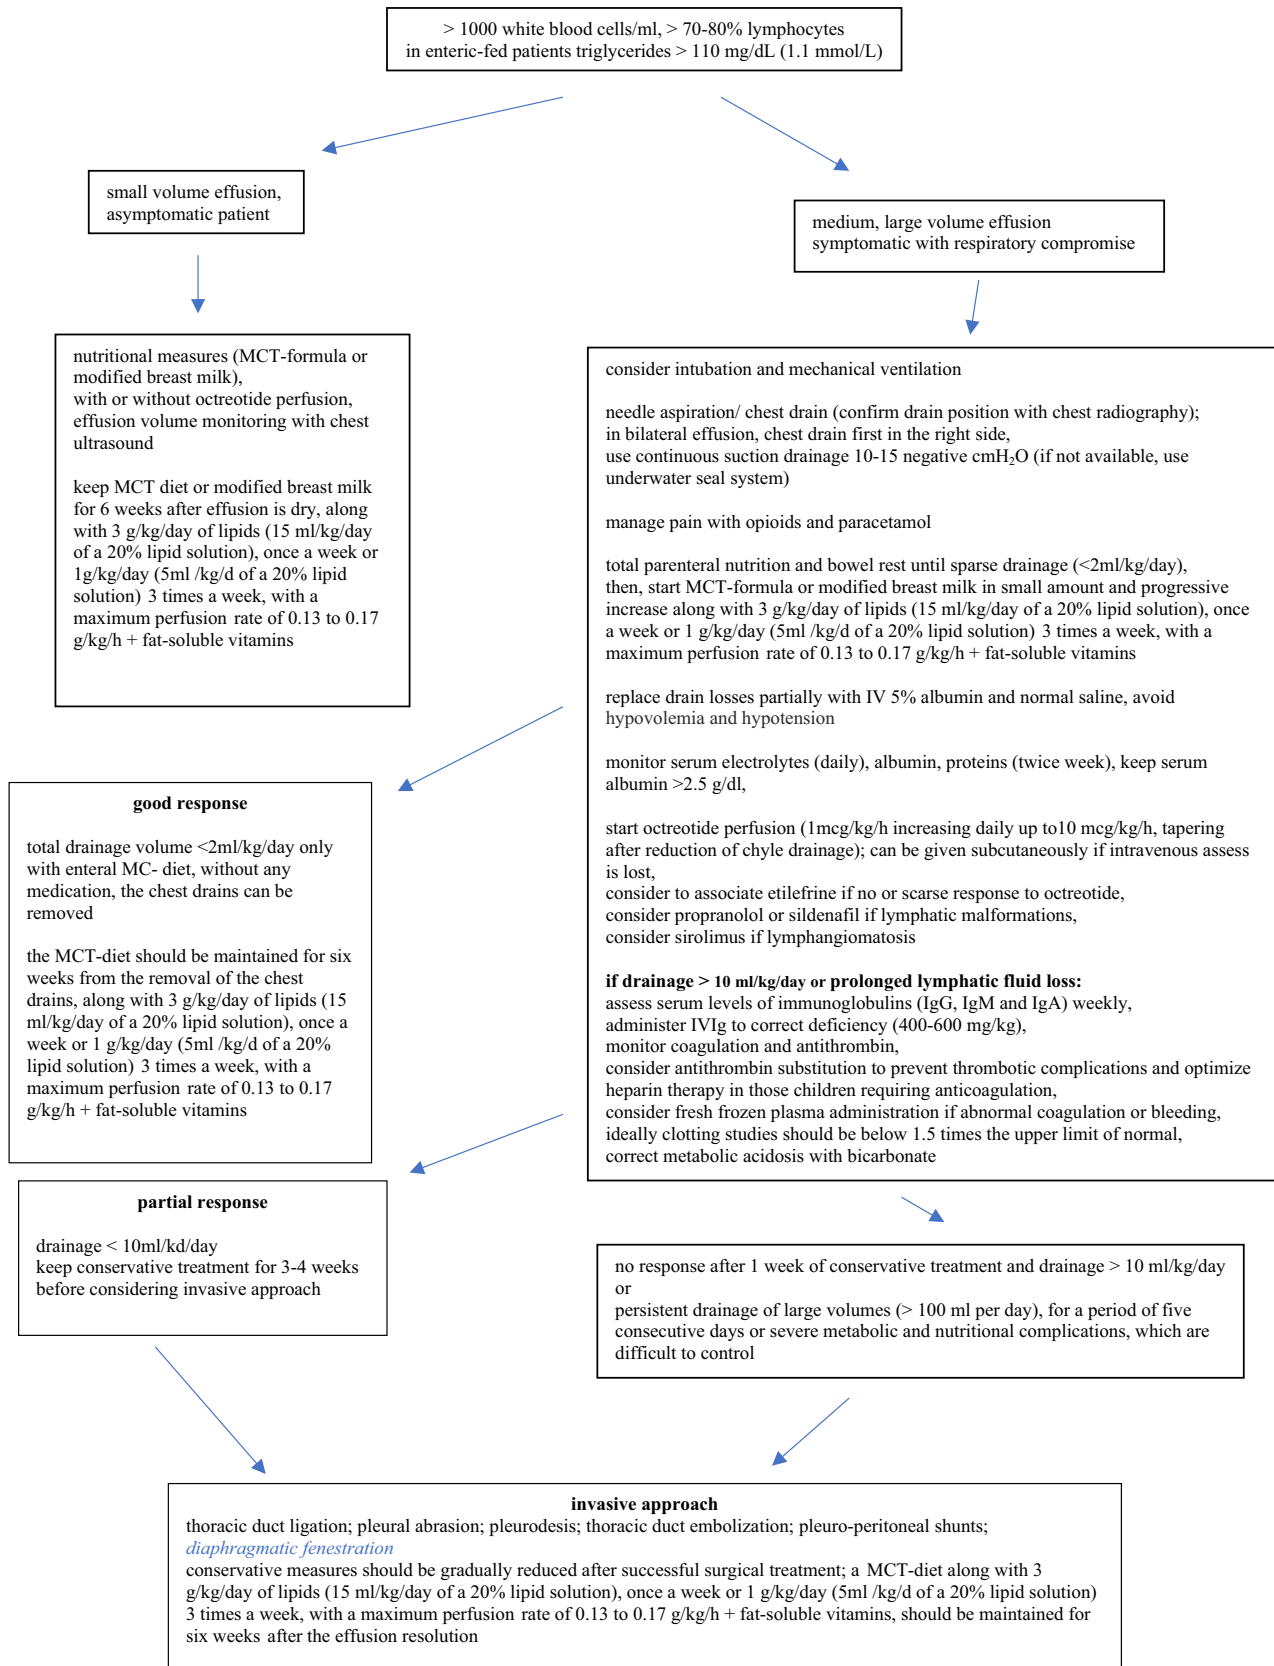 > 1000 white blood cells/ml, > 70-80% lymphocytes
in enteric-fed patients triglycerides > 110 mg/dL (1.1 mmol/L)
small volume effusion,
asymptomatic patient
medium, large volume effusion
symptomatic with respiratory compromise
nutritional measures (MCT-formula or
modified breast milk),
with or without octreotide perfusion,
effusion volume monitoring with chest
ultrasound
keep MCT diet or modified breast milk
for 6 weeks after effusion is dry, along
with 3 g/kg/day of lipids (15 ml/kg/day
of a 20% lipid solution), once a week or
1g/kg/day (5ml /kg/d of a 20% lipid
solution) 3 times a week, with a
maximum perfusion rate of 0.13 to 0.17
g/kg/h + fat-soluble vitamins
consider intubation and mechanical ventilation
needle aspiration/ chest drain (confirm drain position with chest radiography);
in bilateral effusion, chest drain first in the right side,
use continuous suction drainage 10-15 negative cmH₂O (if not available, use
underwater seal system)
manage pain with opioids and paracetamol
total parenteral nutrition and bowel rest until sparse drainage (<2ml/kg/day),
then, start MCT-formula or modified breast milk in small amount and progressive
increase along with 3 g/kg/day of lipids (15 ml/kg/day of a 20% lipid solution), once
a week or 1 g/kg/day (5ml /kg/d of a 20% lipid solution) 3 times a week, with a
maximum perfusion rate of 0.13 to 0.17 g/kg/h + fat-soluble vitamins
replace drain losses partially with IV 5% albumin and normal saline, avoid
hypovolemia and hypotension
monitor serum electrolytes (daily), albumin, proteins (twice week), keep serum
albumin >2.5 g/dl,
start octreotide perfusion (1mcg/kg/h increasing daily up to10 mcg/kg/h, tapering
after reduction of chyle drainage); can be given subcutaneously if intravenous assess
is lost,
consider to associate etilefrine if no or scarse response to octreotide,
consider propranolol or sildenafil if lymphatic malformations,
consider sirolimus if lymphangiomatosis
if drainage > 10 ml/kg/day or prolonged lymphatic fluid loss:
assess serum levels of immunoglobulins (IgG, IgM and IgA) weekly,
administer IVIg to correct deficiency (400-600 mg/kg),
monitor coagulation and antithrombin,
consider antithrombin substitution to prevent thrombotic complications and optimize
heparin therapy in those children requiring anticoagulation,
consider fresh frozen plasma administration if abnormal coagulation or bleeding,
ideally clotting studies should be below 1.5 times the upper limit of normal,
correct metabolic acidosis with bicarbonate
good response
total drainage volume <2ml/kg/day only
with enteral MC- diet, without any
medication, the chest drains can be
removed
the MCT-diet should be maintained for six
weeks from the removal of the chest
drains, along with 3 g/kg/day of lipids (15
ml/kg/day of a 20% lipid solution), once a
week or 1 g/kg/day (5ml /kg/d of a 20%
lipid solution) 3 times a week, with a
maximum perfusion rate of 0.13 to 0.17
g/kg/h + fat-soluble vitamins
partial response
drainage < 10ml/kd/day
keep conservative treatment for 3-4 weeks
before considering invasive approach
no response after 1 week of conservative treatment and drainage > 10 ml/kg/day
or
persistent drainage of large volumes (> 100 ml per day), for a period of five
consecutive days or severe metabolic and nutritional complications, which are
difficult to control
invasive approach
thoracic duct ligation; pleural abrasion; pleurodesis; thoracic duct embolization; pleuro-peritoneal shunts;
diaphragmatic fenestration
conservative measures should be gradually reduced after successful surgical treatment; a MCT-diet along with 3
g/kg/day of lipids (15 ml/kg/day of a 20% lipid solution), once a week or 1 g/kg/day (5ml /kg/d of a 20% lipid solution)
3 times a week, with a maximum perfusion rate of 0.13 to 0.17 g/kg/h + fat-soluble vitamins, should be maintained for
six weeks after the effusion resolution